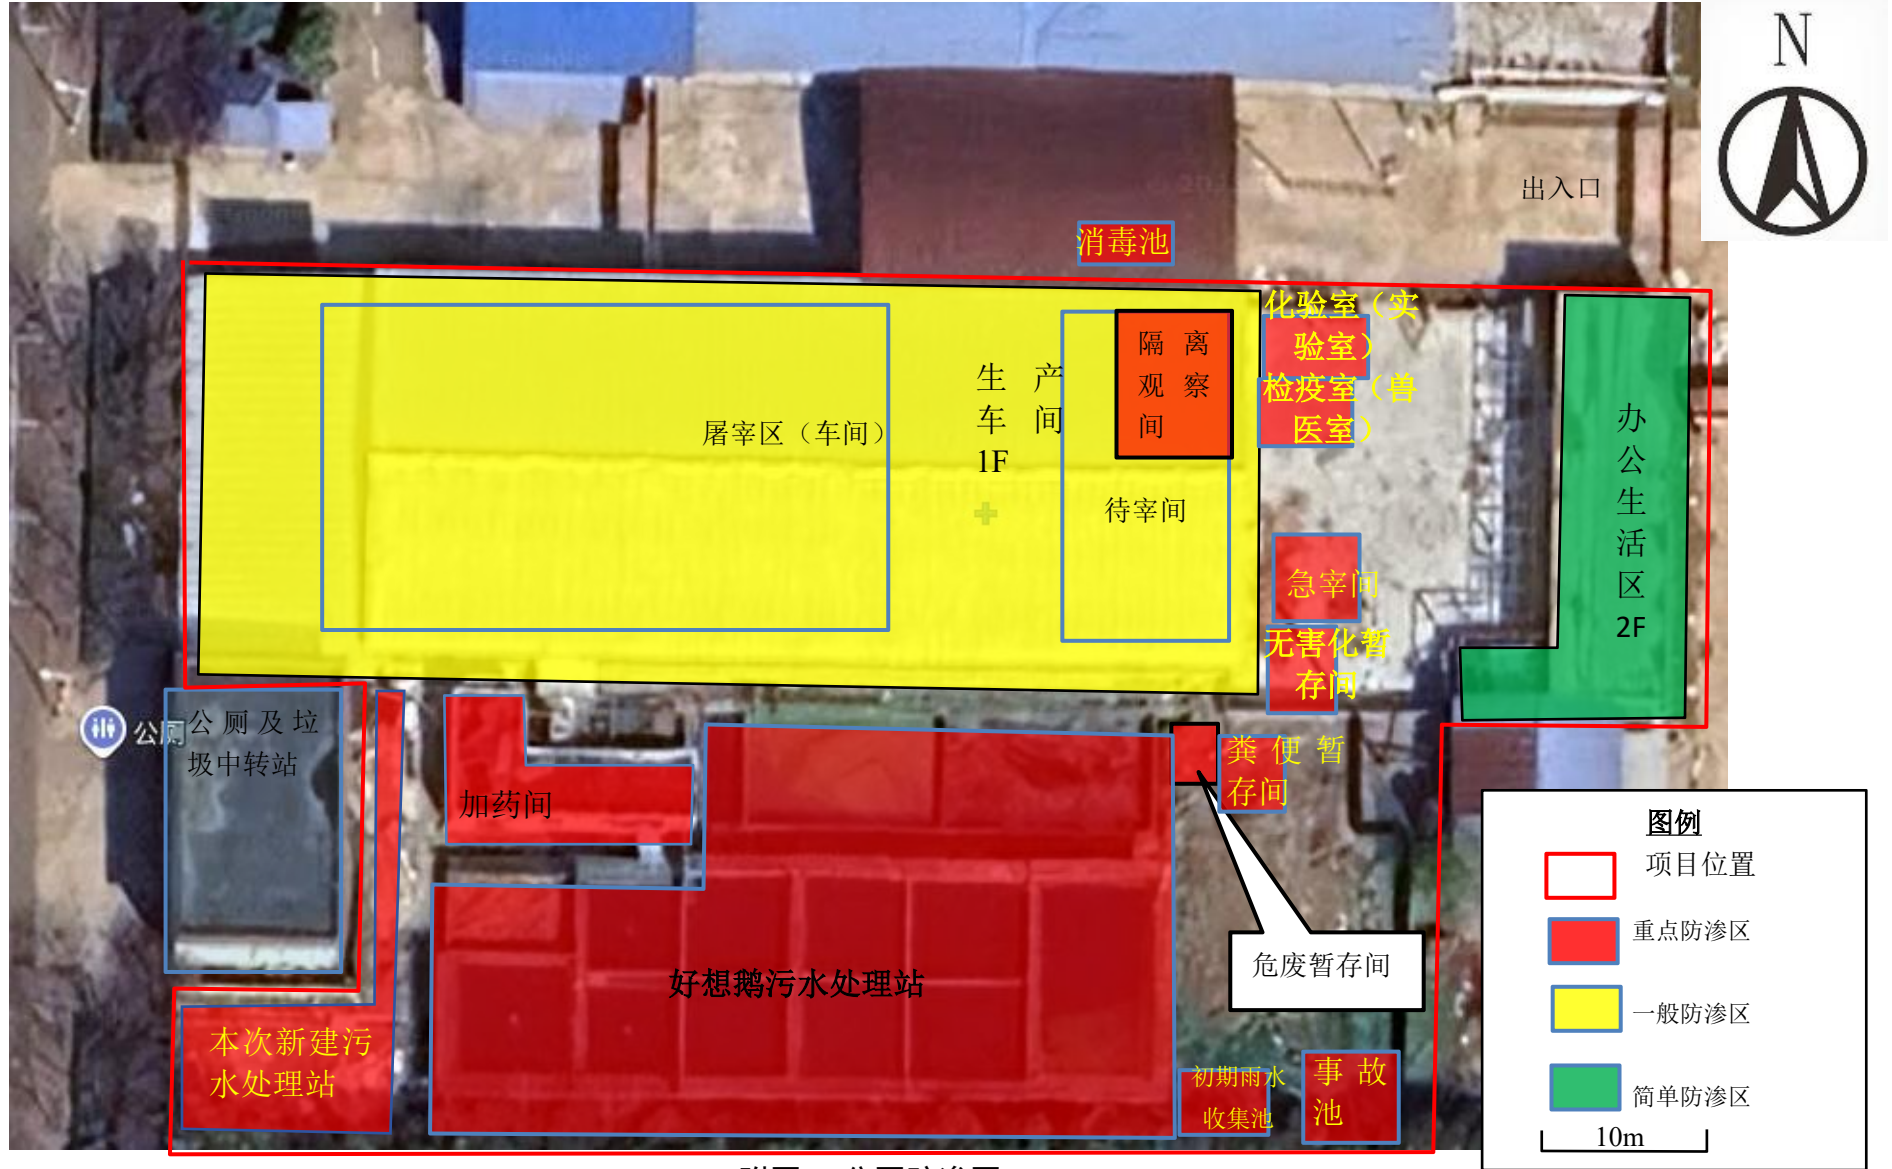 N
出入口
消毒池
化验室（实
验室）
检疫室（兽
医室）
隔离
观察
间
生产
车间
1F
屠宰区（车间）
待宰间
办
公
生
活
区
2F
急宰间
无害化暂
存间
公厕
公厕及垃
圾中转站
加药间
粪便暂
存间
危废暂存间
好想鹅污水处理站
本次新建污
水处理站
初期雨水
收集池
事故
池
图例
项目位置
重点防渗区
一般防渗区
简单防渗区
10m